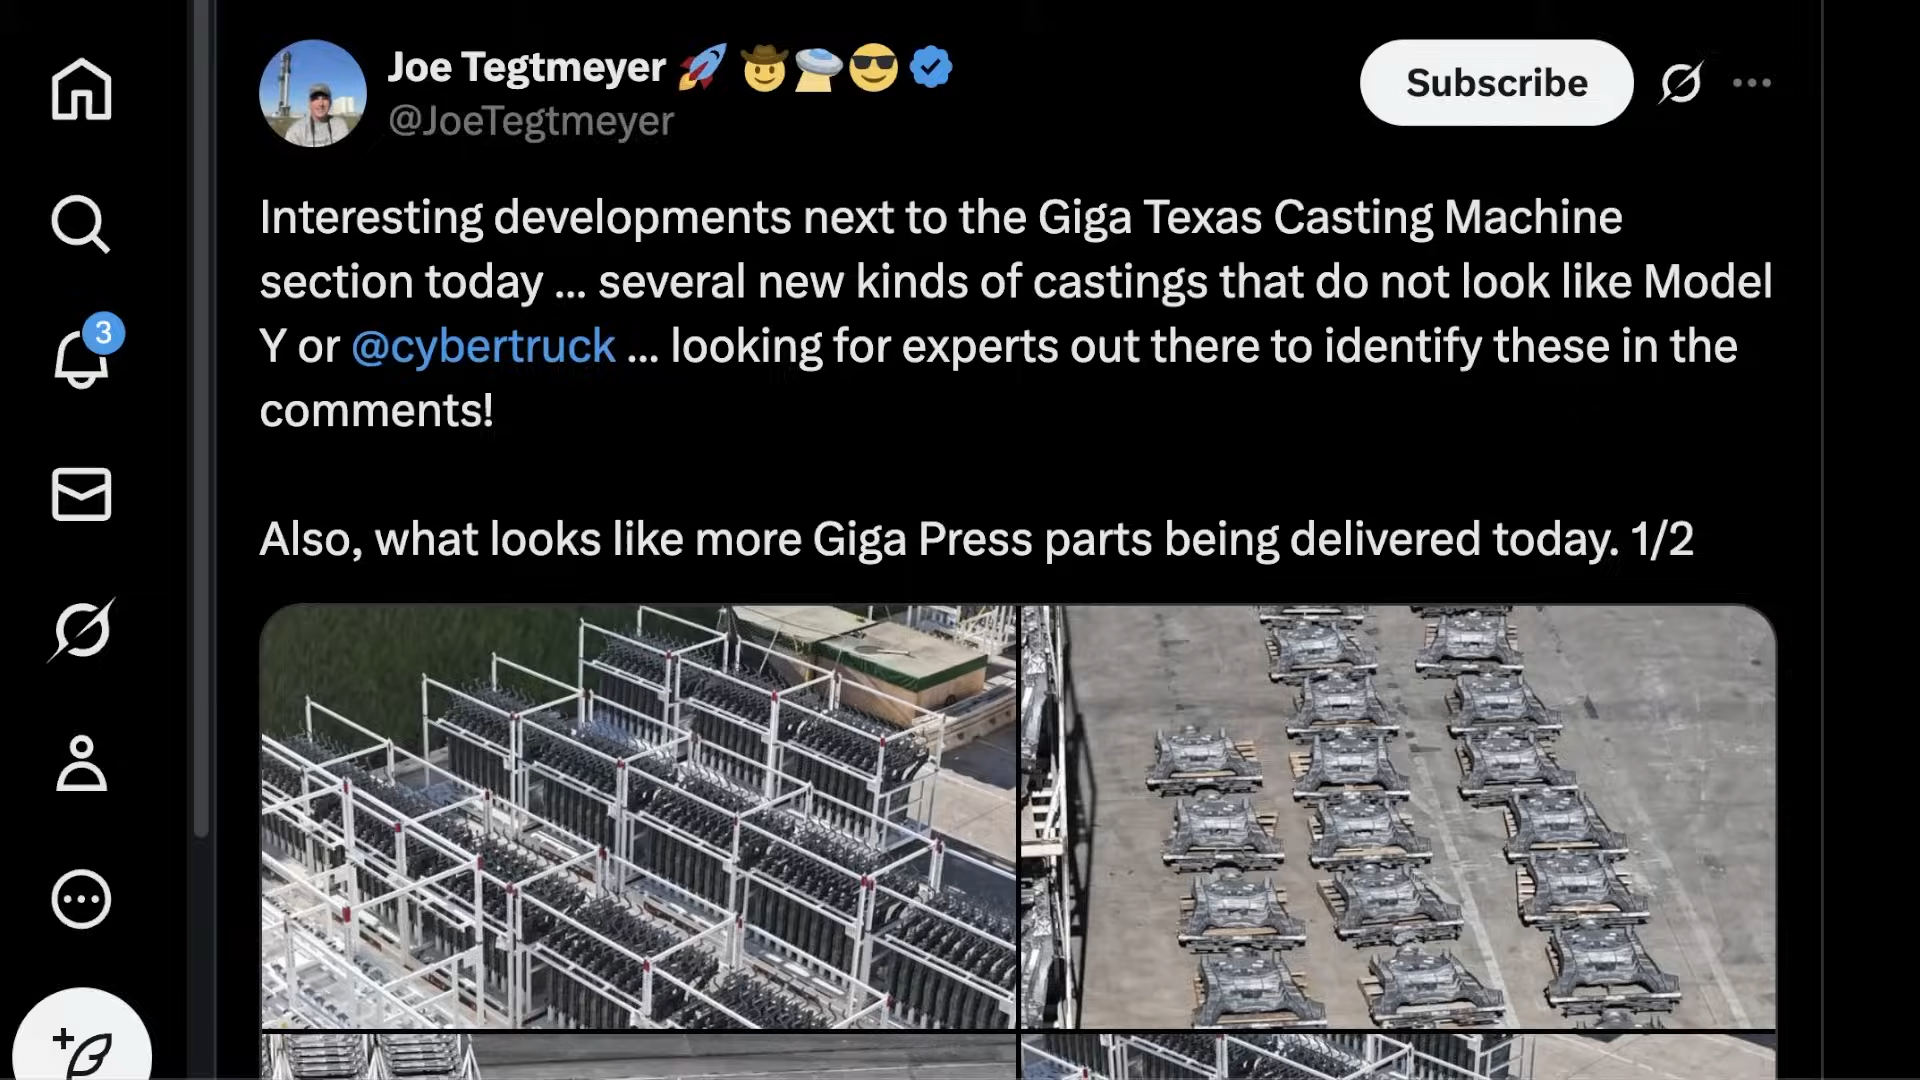 Joe Tegtmeyer 🚀 🤠🛸😎
@JoeTegtmeyer
Subscribe
3
Interesting developments next to the Giga Texas Casting Machine
section today ... several new kinds of castings that do not look like Model
Y or @cybertruck ... looking for experts out there to identify these in the
comments!
Also, what looks like more Giga Press parts being delivered today. 1/2